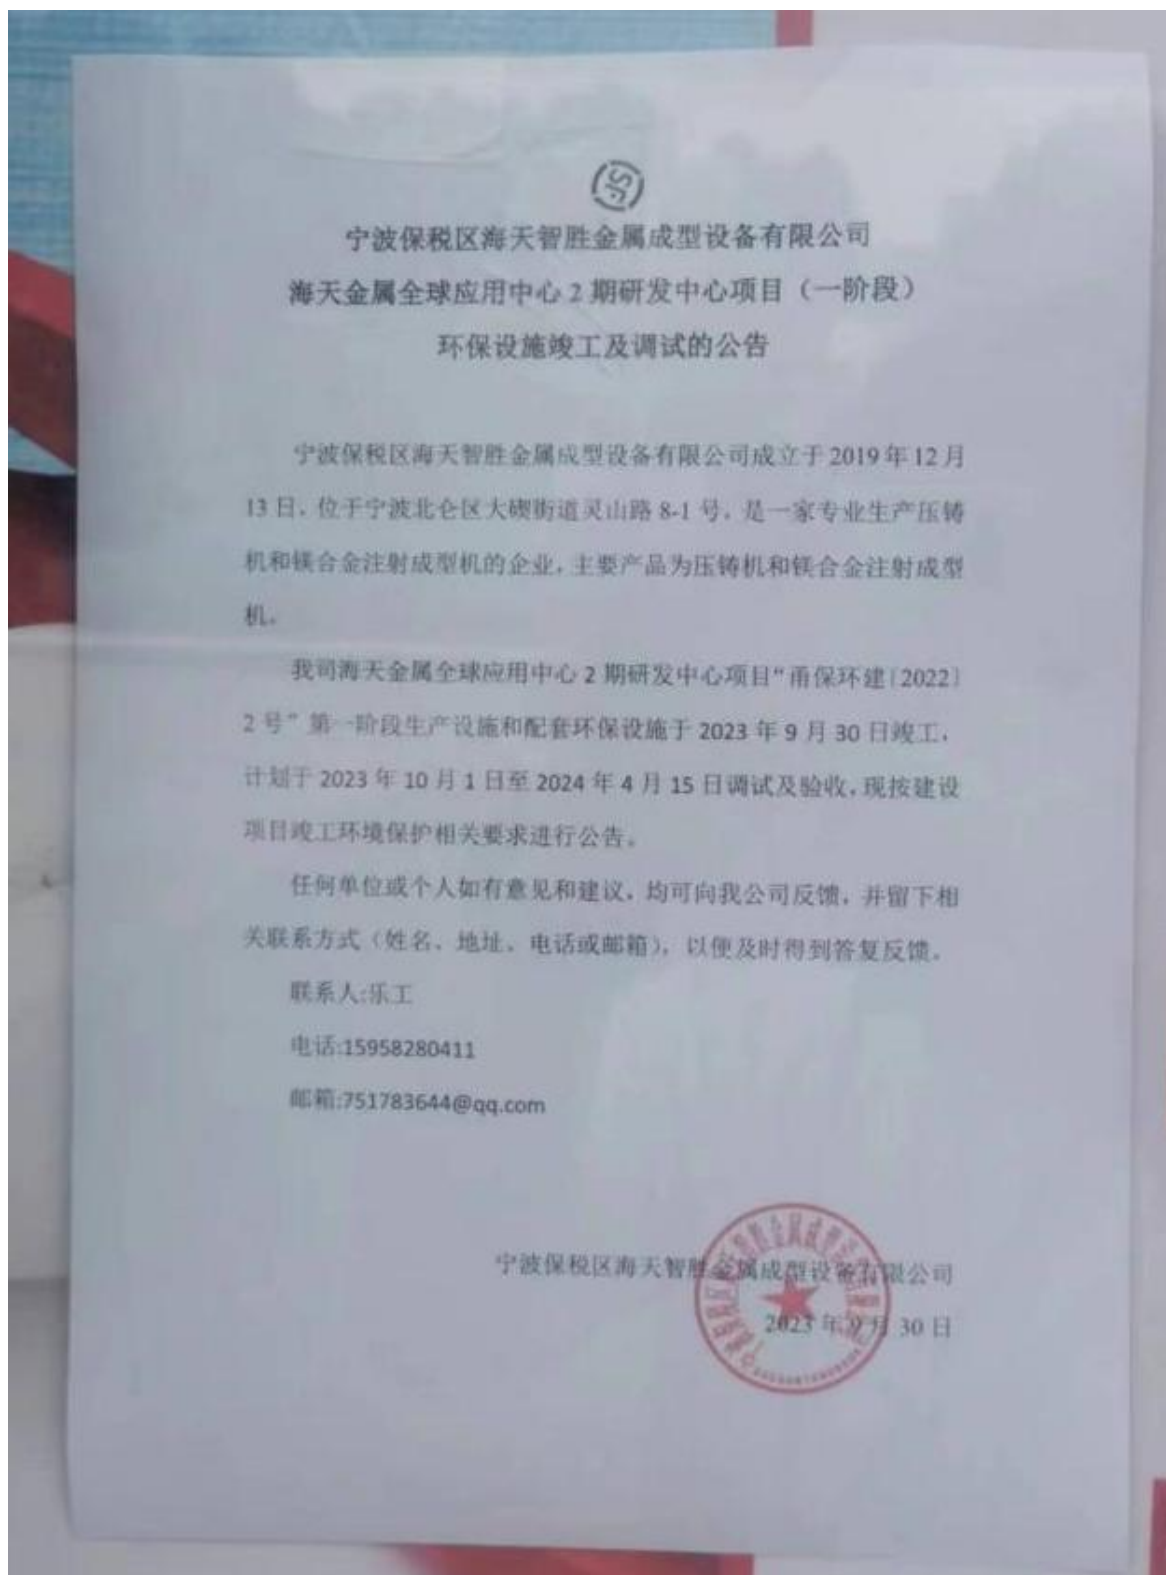 宁波保税区海天智胜金属成型设备有限公司
海天金属全球应用中心2期研发中心项目（一阶段）
环保设施竣工及调试的公告
宁波保税区海天智胜金属成型设备有限公司成立于2019年12月
13日，位于宁波北仑区大碶街道灵山路8-1号，是一家专业生产压铸
机和镁合金注射成型机的企业，主要产品为压铸机和镁合金注射成型
机。
我司海天金属全球应用中心2期研发中心项目“甬保环建[2022]
2号”第一阶段生产设施和配套环保设施于2023年9月30日竣工，
计划于2023年10月1日至2024年4月15日调试及验收，现按建设
项目竣工环境保护相关要求进行公告。
任何单位或个人如有意见和建议，均可向我公司反馈，并留下相
关联系方式（姓名、地址、电话或邮箱），以便及时得到答复反馈。
联系人:乐工
电话:15958280411
邮箱:751783644@qq.com
宁波保税区海天智胜金属成型设备有限公司
2023年9月30日